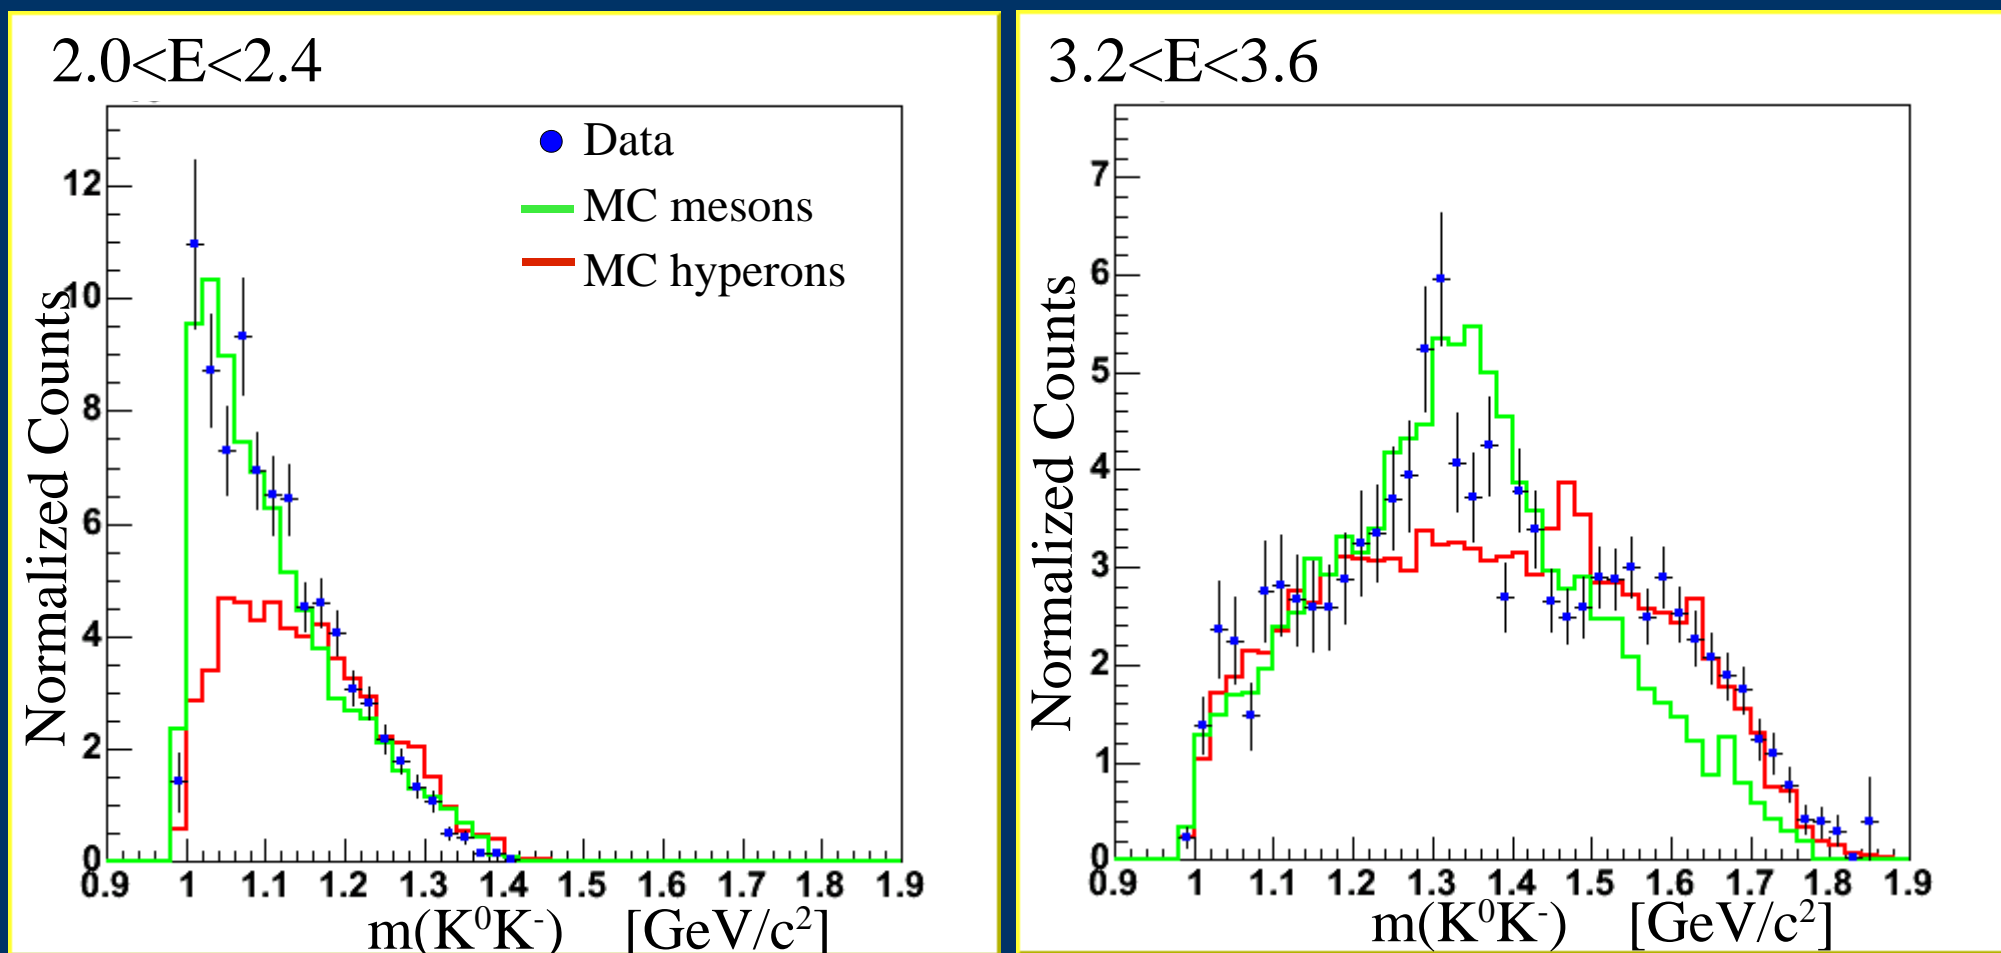 2.0<E<2.4
Data
MC mesons
MC hyperons
Normalized Counts
12
10
8
6
4
2
0
0.9 1 1.1 1.2 1.3 1.4 1.5 1.6 1.7 1.8 1.9
m(K⁰K⁻) [GeV/c²]
3.2<E<3.6
Normalized Counts
7
6
5
4
3
2
1
0
0.9 1 1.1 1.2 1.3 1.4 1.5 1.6 1.7 1.8 1.9
m(K⁰K⁻) [GeV/c²]